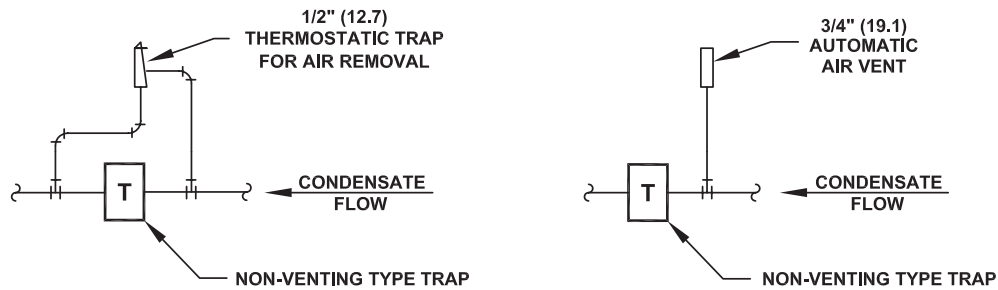 1/2" (12.7)
THERMOSTATIC TRAP
FOR AIR REMOVAL
T
CONDENSATE
FLOW
NON-VENTING TYPE TRAP
3/4" (19.1)
AUTOMATIC
AIR VENT
T
CONDENSATE
FLOW
NON-VENTING TYPE TRAP